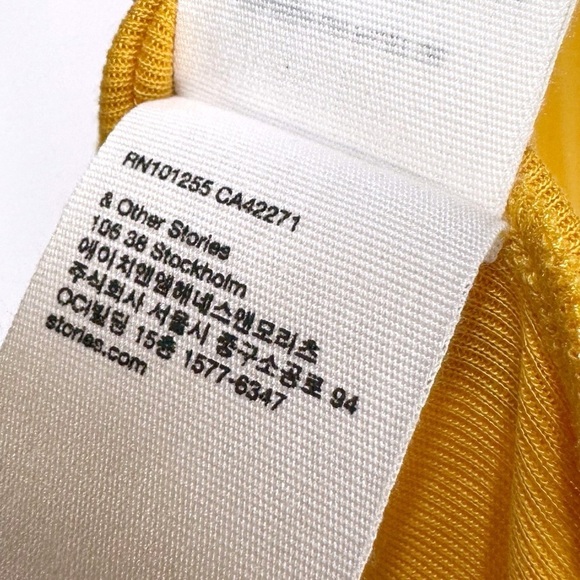 RN101255 CA42271
& Other Stories
106 38 Stockholm
에이치앤엠헤네스앤모리츠
주식회사 서울시 중구소공로 94
OCI빌딩 15층 1577-6347
stories.com